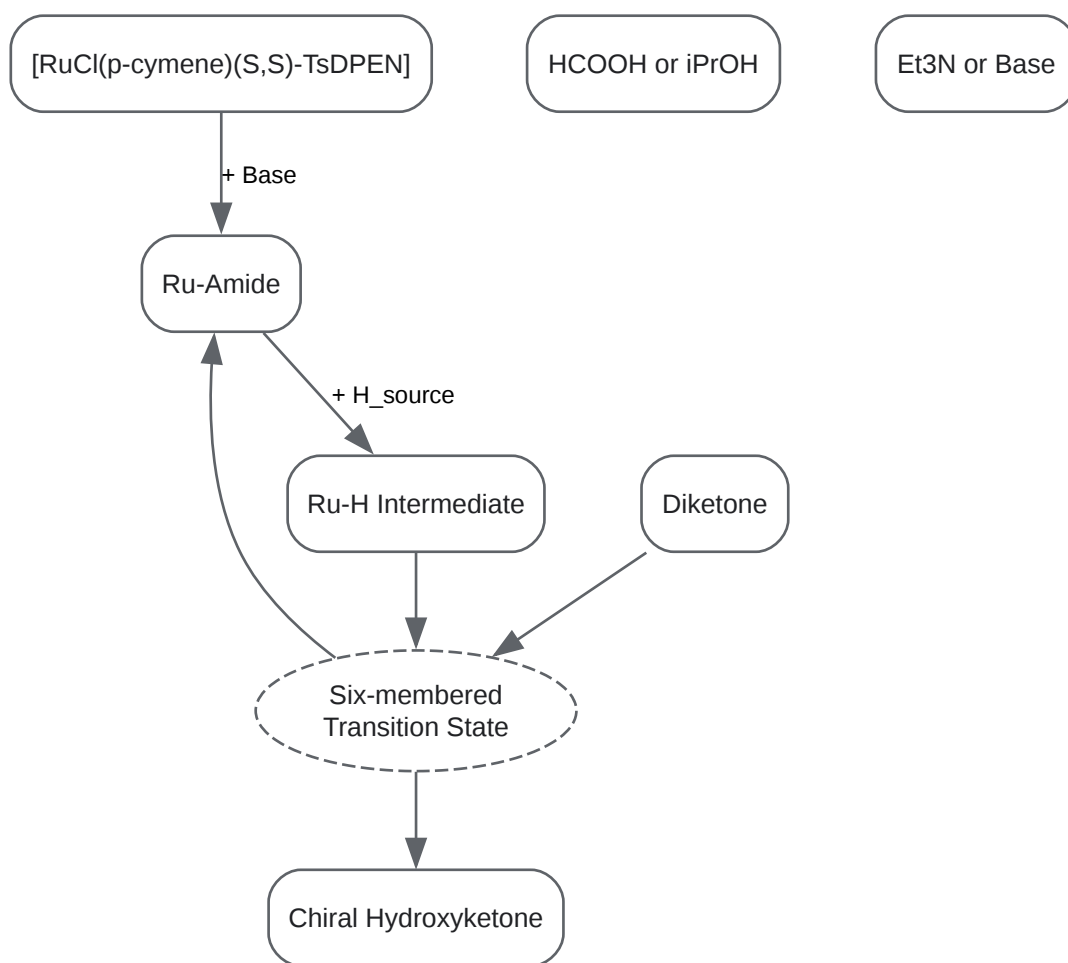 [RuCl(p-cymene)(S,S)-TsDPEN]
HCOOH or iPrOH
Et3N or Base
+ Base
Ru-Amide
+ H_source
Ru-H Intermediate
Diketone
Six-membered
Transition State
Chiral Hydroxyketone